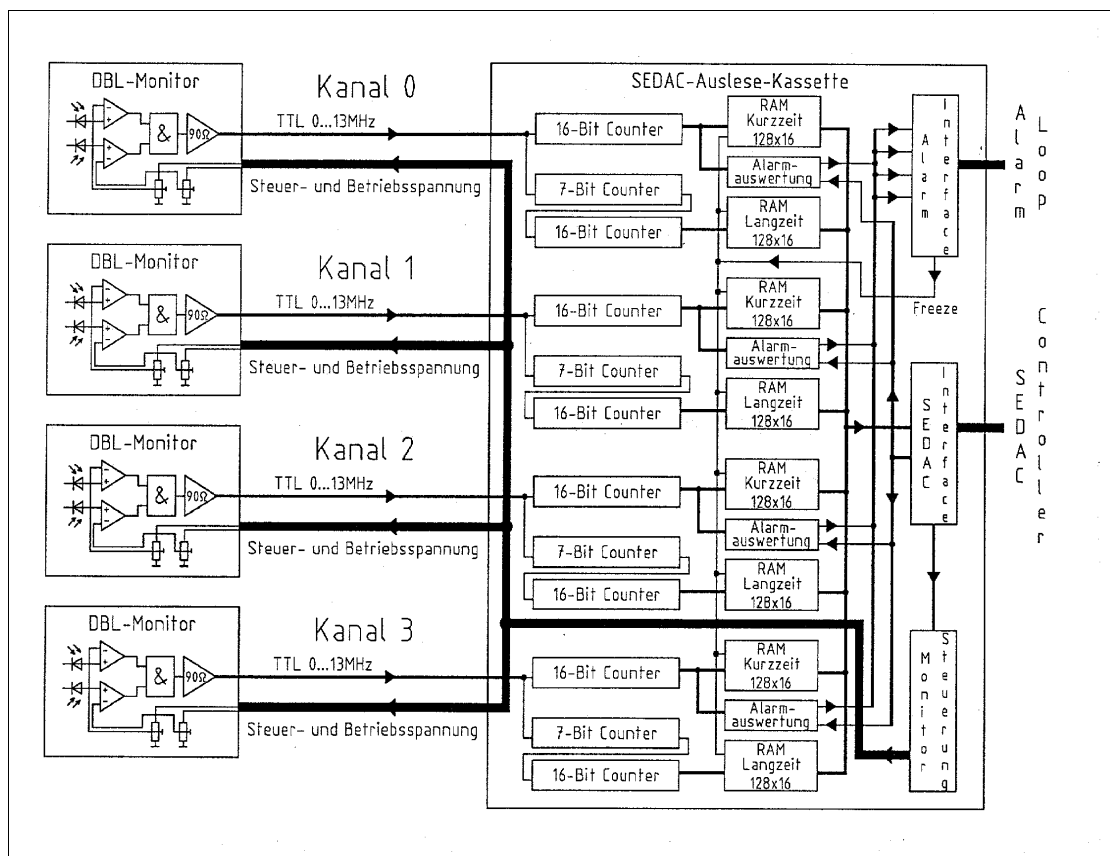 DBL-Monitor
&
90Ω
Kanal 0
TTL 0...13MHz
Steuer- und Betriebsspannung
SEDAC-Auslese-Kassette
16-Bit Counter
7-Bit Counter
16-Bit Counter
RAM
Kurzzeit
128x16
Alarm-
auswertung
RAM
Langzeit
128x16
DBL-Monitor
&
90Ω
Kanal 1
TTL 0...13MHz
Steuer- und Betriebsspannung
16-Bit Counter
7-Bit Counter
16-Bit Counter
RAM
Kurzzeit
128x16
Alarm-
auswertung
RAM
Langzeit
128x16
DBL-Monitor
&
90Ω
Kanal 2
TTL 0...13MHz
Steuer- und Betriebsspannung
16-Bit Counter
7-Bit Counter
16-Bit Counter
RAM
Kurzzeit
128x16
Alarm-
auswertung
RAM
Langzeit
128x16
DBL-Monitor
&
90Ω
Kanal 3
TTL 0...13MHz
Steuer- und Betriebsspannung
16-Bit Counter
7-Bit Counter
16-Bit Counter
RAM
Kurzzeit
128x16
Alarm-
auswertung
RAM
Langzeit
128x16
Alarm
Interface
Freeze
SEDAC
Interface
Monitor
Steuerung
Alarm
Loop
SEDAC
Controller